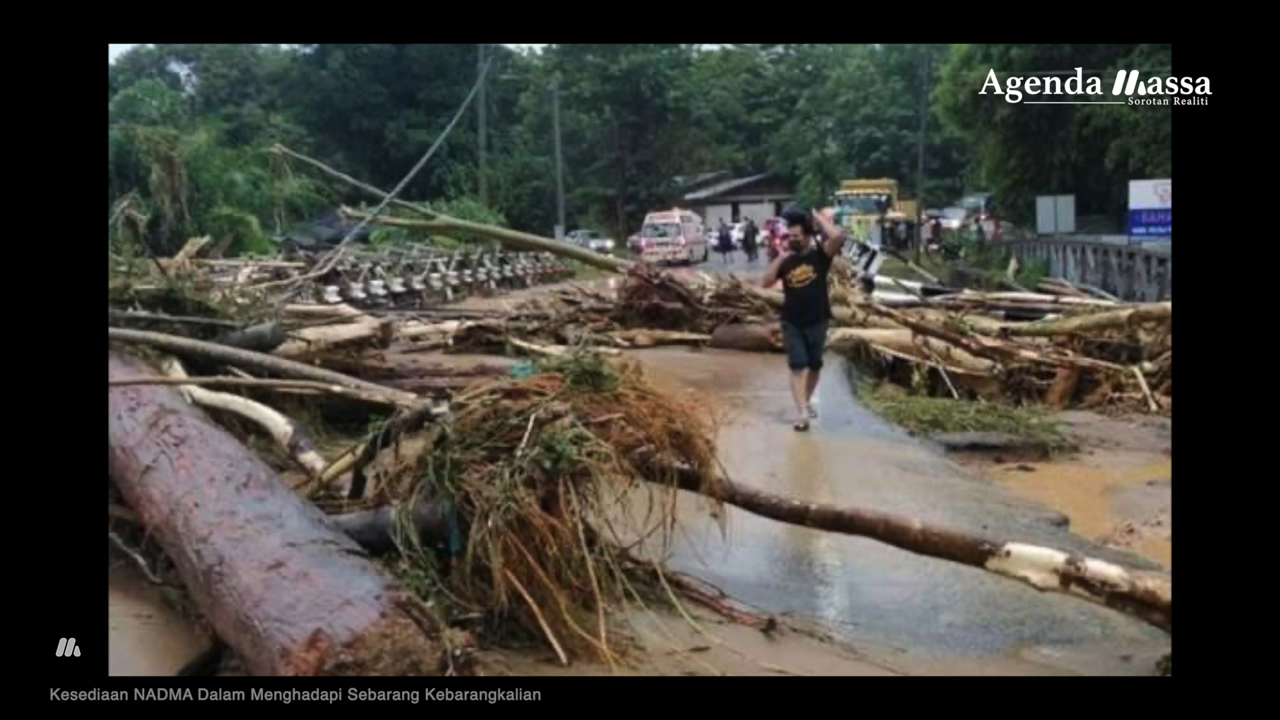 Agenda Massa
Sorotan Realiti
Kesediaan NADMA Dalam Menghadapi Sebarang Kebarangkalian